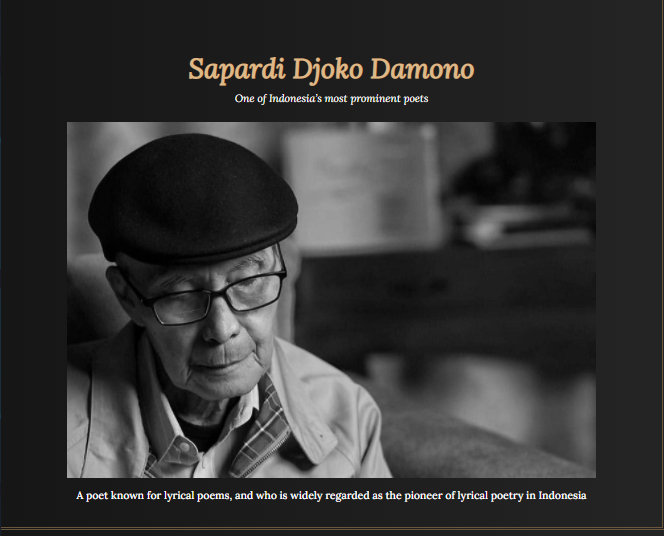 Sapardi Djoko Damono
One of Indonesia's most prominent poets
A poet known for lyrical poems, and who is widely regarded as the pioneer of lyrical poetry in Indonesia